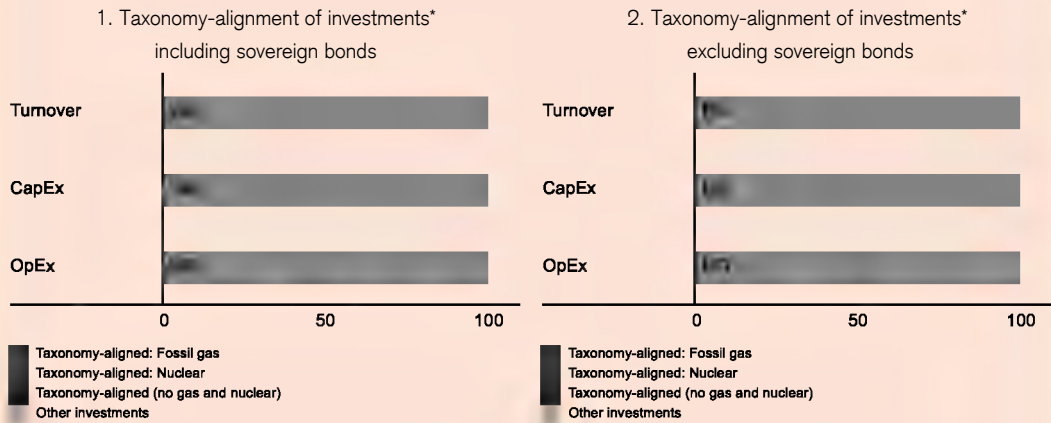 1. Taxonomy-alignment of investments*
including sovereign bonds
Turnover
CapEx
OpEx
0 50 100
Taxonomy-aligned: Fossil gas
Taxonomy-aligned: Nuclear
Taxonomy-aligned (no gas and nuclear)
Other investments
2. Taxonomy-alignment of investments*
excluding sovereign bonds
Turnover
CapEx
OpEx
0 50 100
Taxonomy-aligned: Fossil gas
Taxonomy-aligned: Nuclear
Taxonomy-aligned (no gas and nuclear)
Other investments